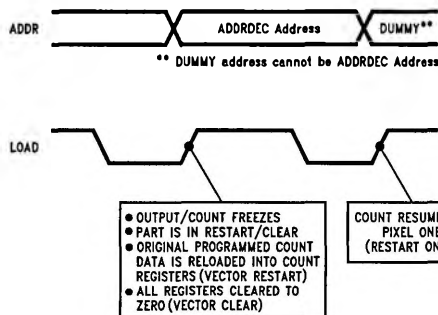 ADDR
ADDRDEC Address
DUMMY**
** DUMMY address cannot be ADDRDEC Address
LOAD
● OUTPUT/COUNT FREEZES
● PART IS IN RESTART/CLEAR
● ORIGINAL PROGRAMMED COUNT
DATA IS RELOADED INTO COUNT
REGISTERS (VECTOR RESTART)
● ALL REGISTERS CLEARED TO
ZERO (VECTOR CLEAR)
COUNT RESUM
PIXEL ONE
(RESTART ON